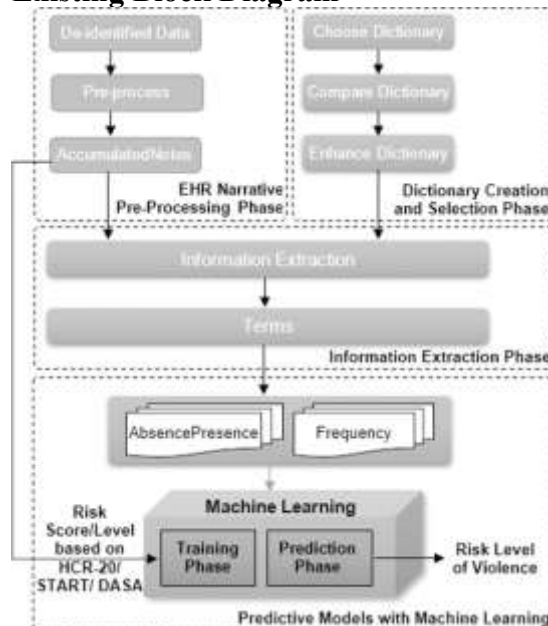 Existing Block Diagram
De-identified Data
Pre-process
AccumulatedNotes
EHR Narrative
Pre-Processing Phase
Choose Dictionary
Compare Dictionary
Enhance Dictionary
Dictionary Creation
and Selection Phase
Information Extraction
Terms
Information Extraction Phase
AbsencePresence
Frequency
Machine Learning
Risk
Score/Level
based on
HCR-20/
START/ DASA
Training
Phase
Prediction
Phase
Risk Level
of Violence
Predictive Models with Machine Learning